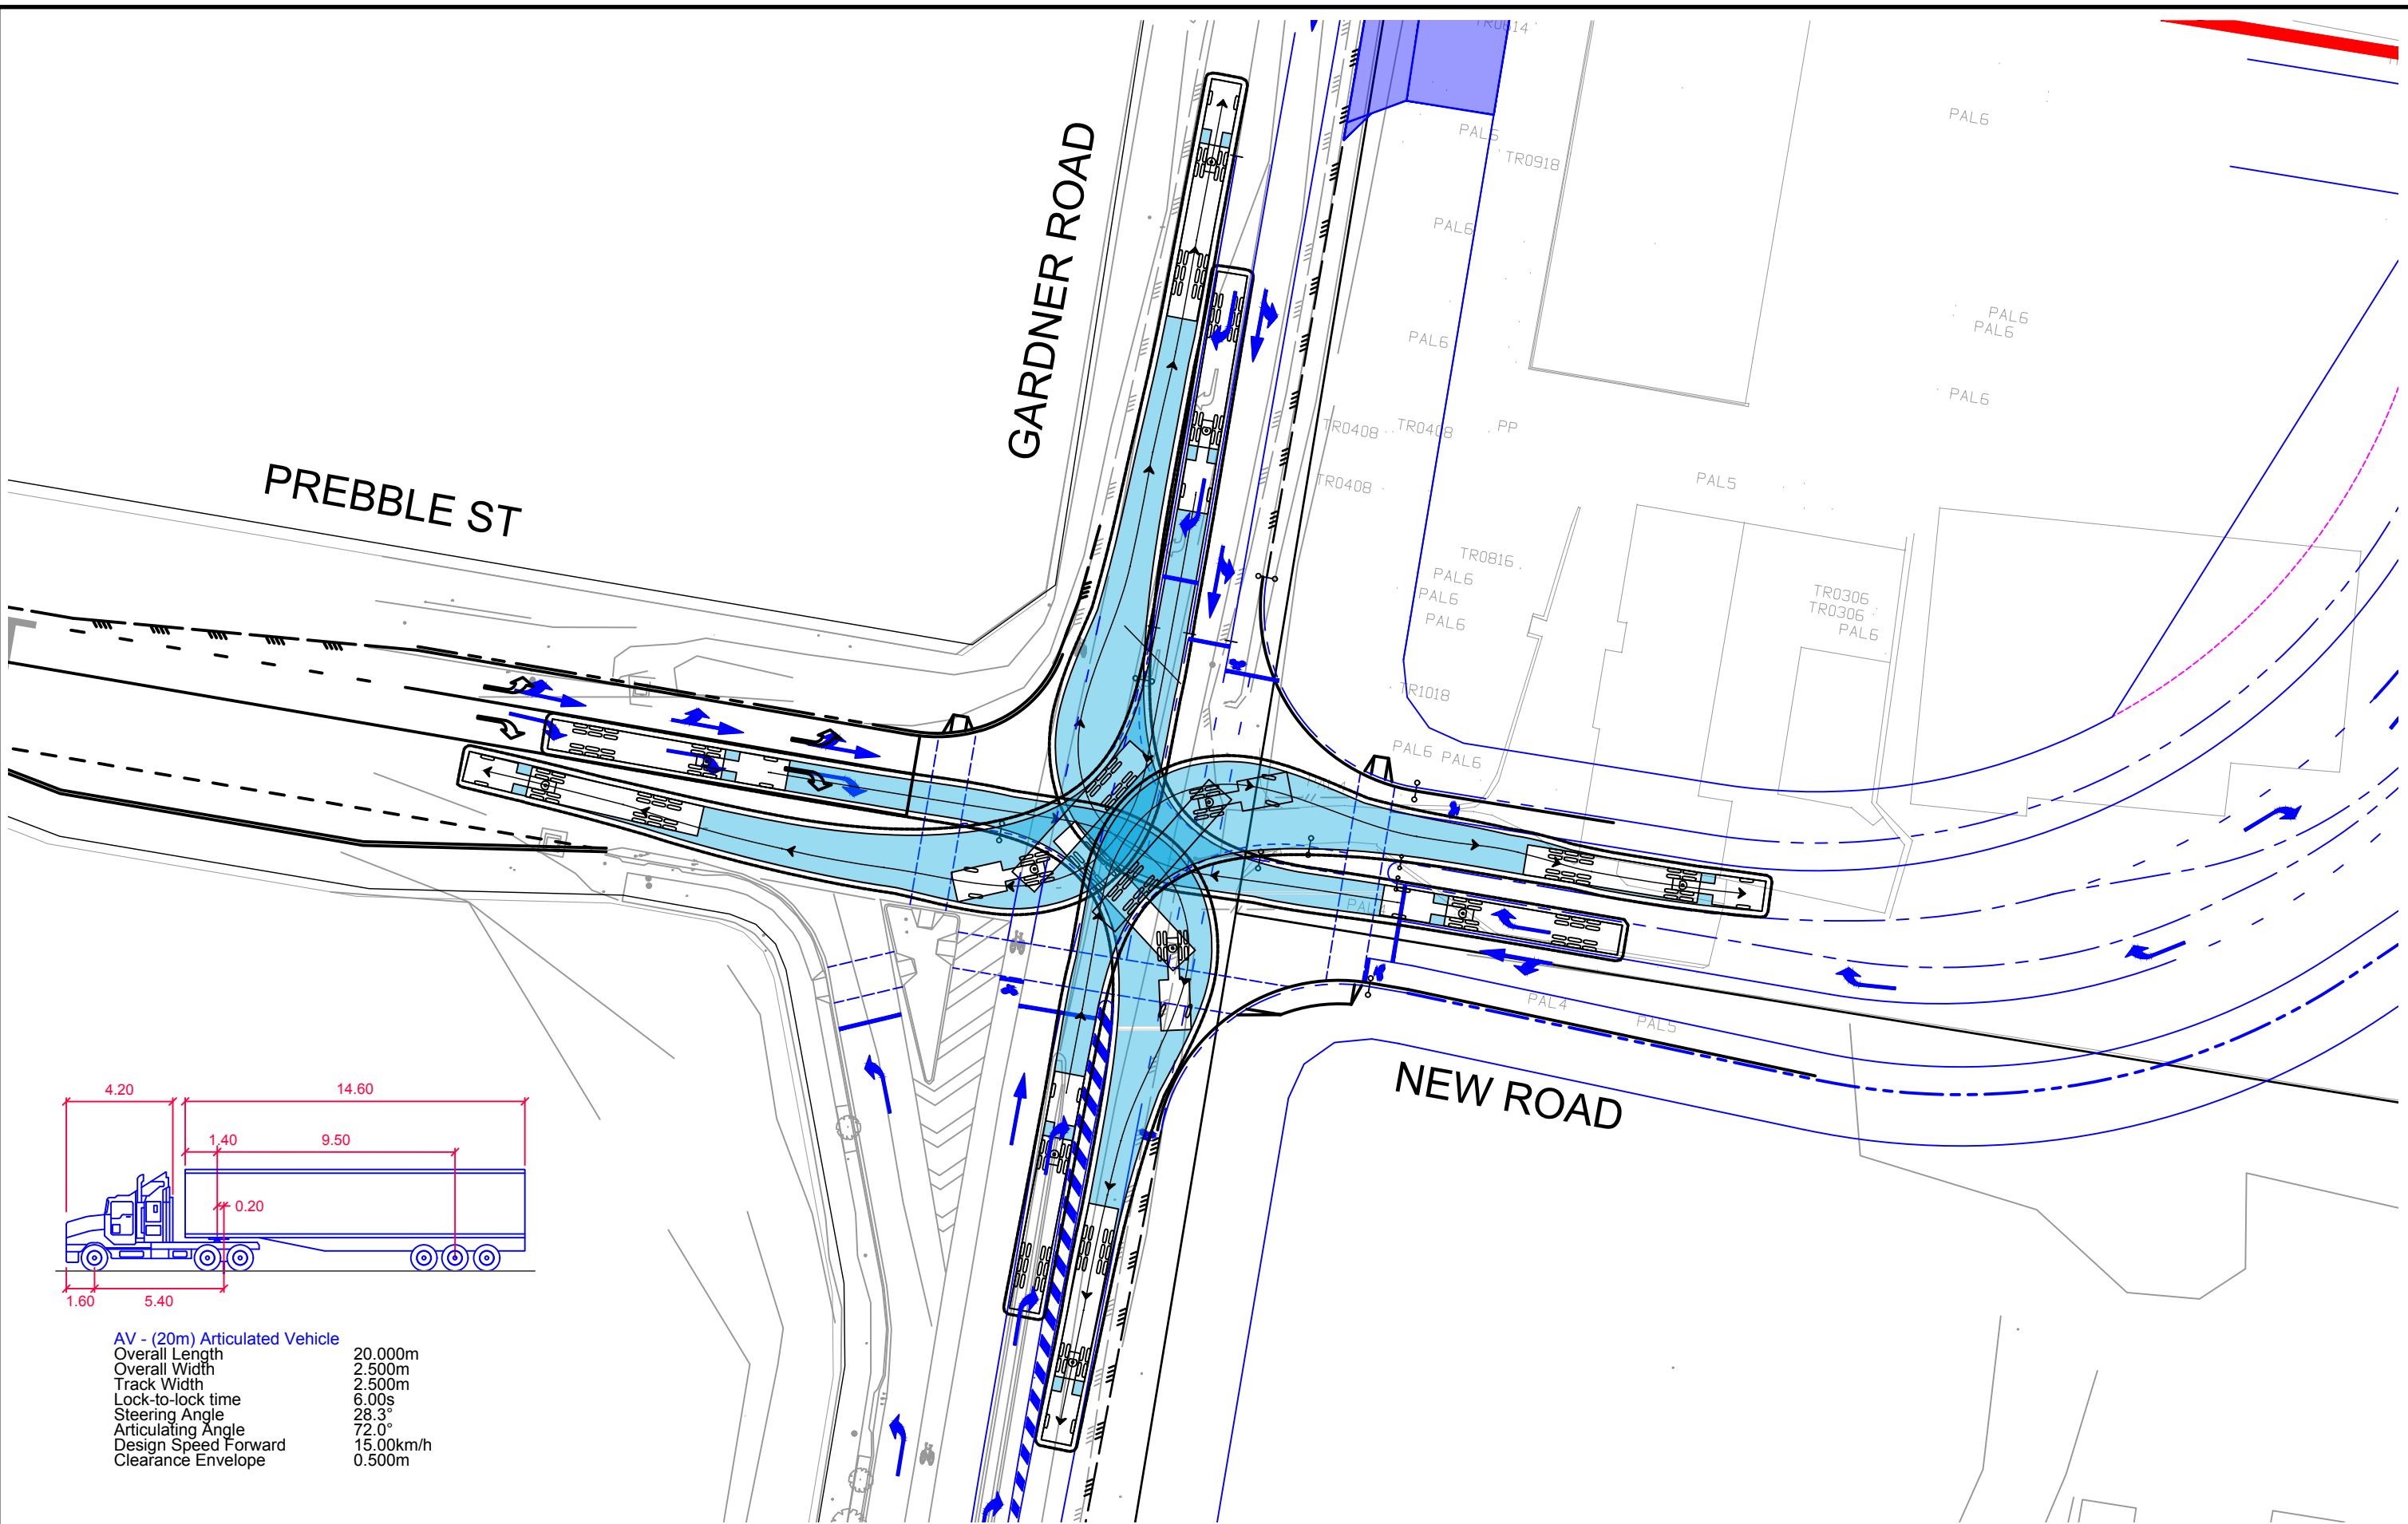 TR0614
PAL6
PAL6
TR0918
GARDNER ROAD
PAL6
PAL6
PAL6
PAL6
PAL6
TR0408
TR0408
PP
TR0408
PAL5
PREBBLE ST
TR0816
PAL6
PAL6
PAL6
TR0306
TR0306
PAL6
TR1018
PAL6 PAL6
PAL4
PAL5
NEW ROAD
4.20
14.60
1.40
9.50
0.20
1.60
5.40
AV - (20m) Articulated Vehicle
Overall Length 20.000m
Overall Width 2.500m
Track Width 2.500m
Lock-to-lock time 6.00s
Steering Angle 28.3°
Articulating Angle 72.0°
Design Speed Forward 15.00km/h
Clearance Envelope 0.500m